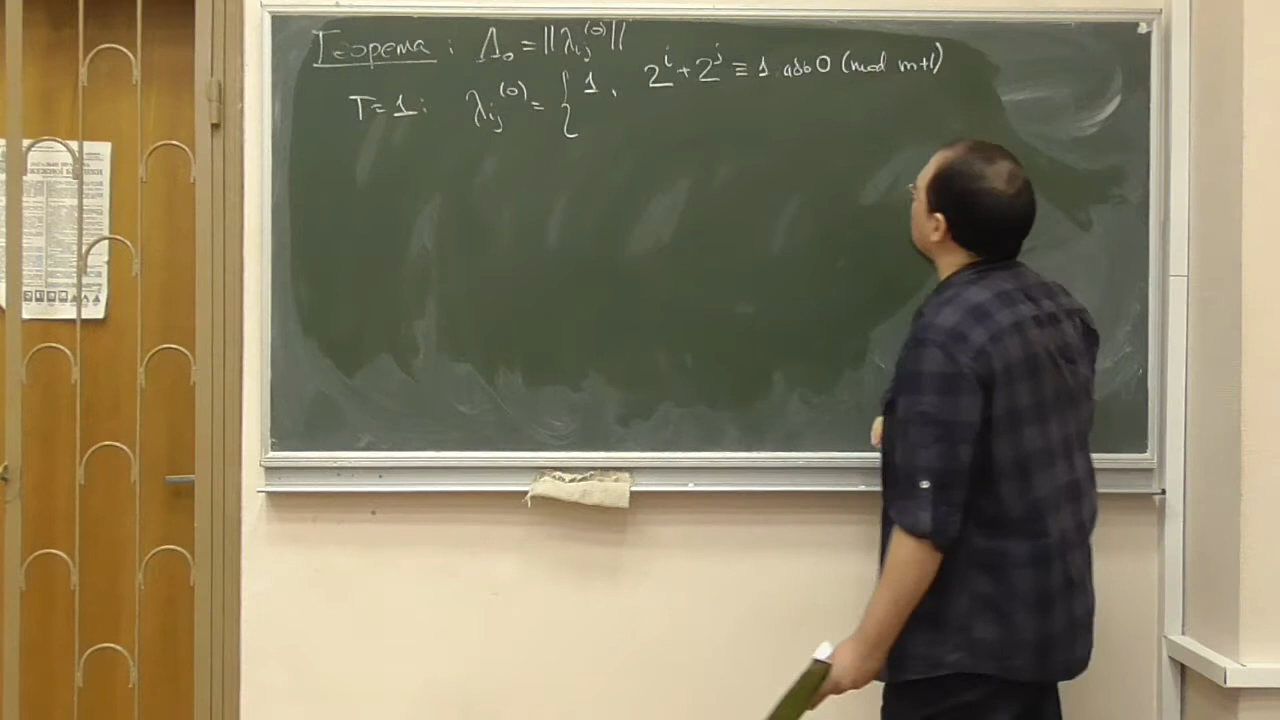 Теорема: Λ₀ = ||λᵢⱼ⁽⁰⁾||
T=1: λᵢⱼ⁽⁰⁾ = { 1, 2ⁱ + 2ʲ ≡ 1 або 0 (mod m+1)